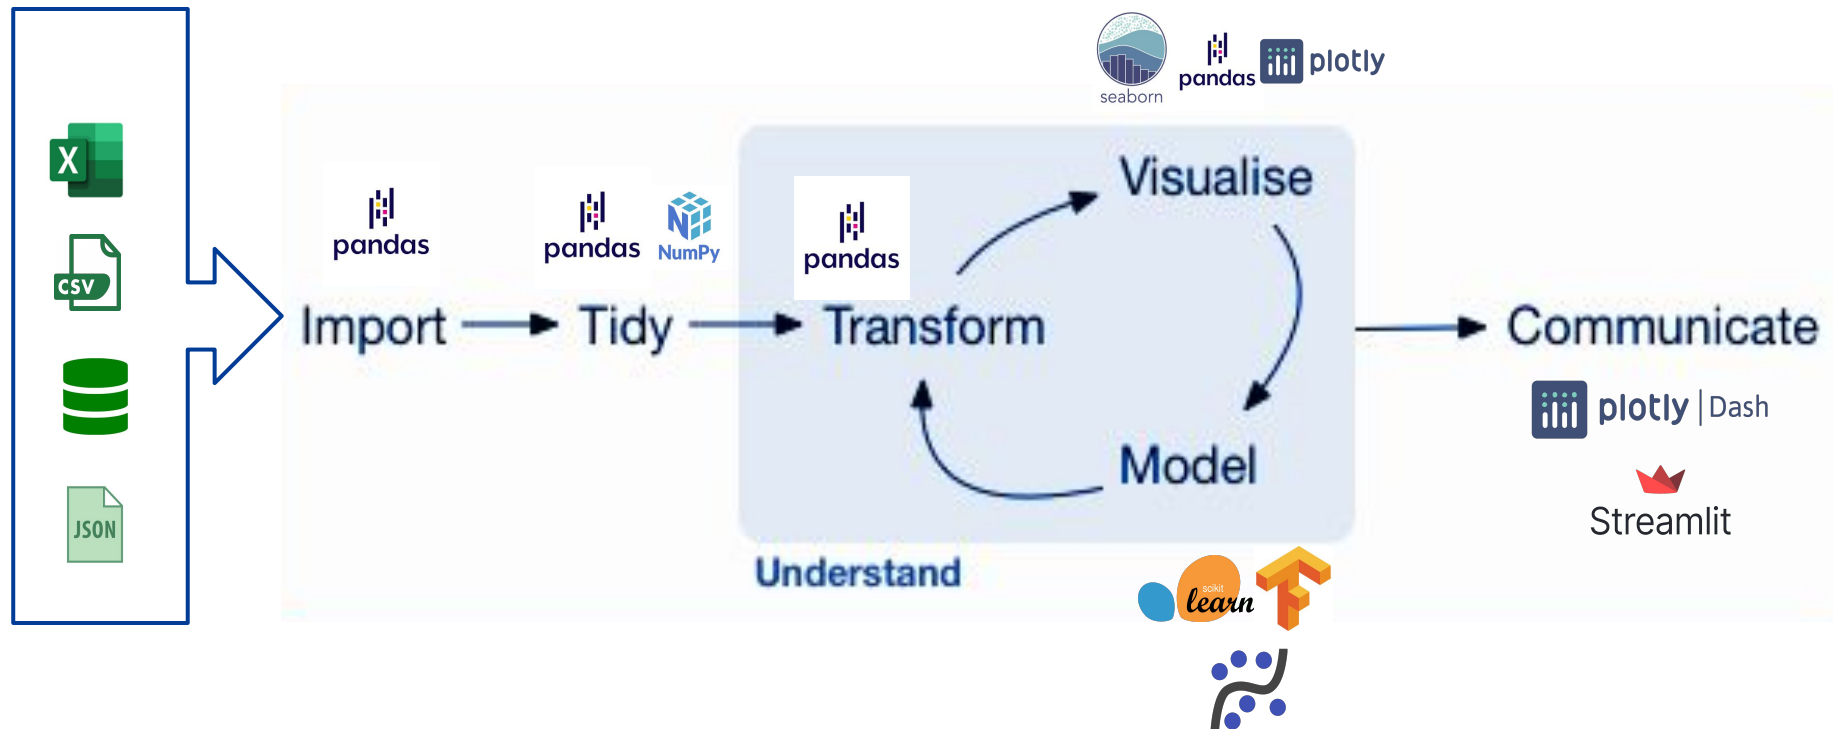 X
CSV
JSON
pandas
Import
pandas
NumPy
Tidy
pandas
Transform
seaborn
pandas
plotly
Visualise
Model
Understand
scikit
learn
Communicate
plotly | Dash
Streamlit